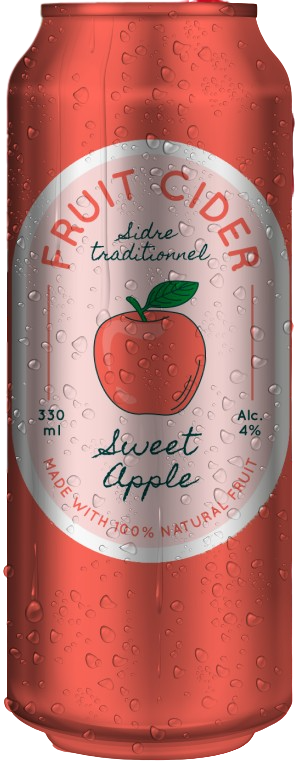 FRUIT CIDER
Sidre
traditionnel
330
ml
Alc.
4%
Sweet
Apple
MADE WITH 100% NATURAL FRUIT